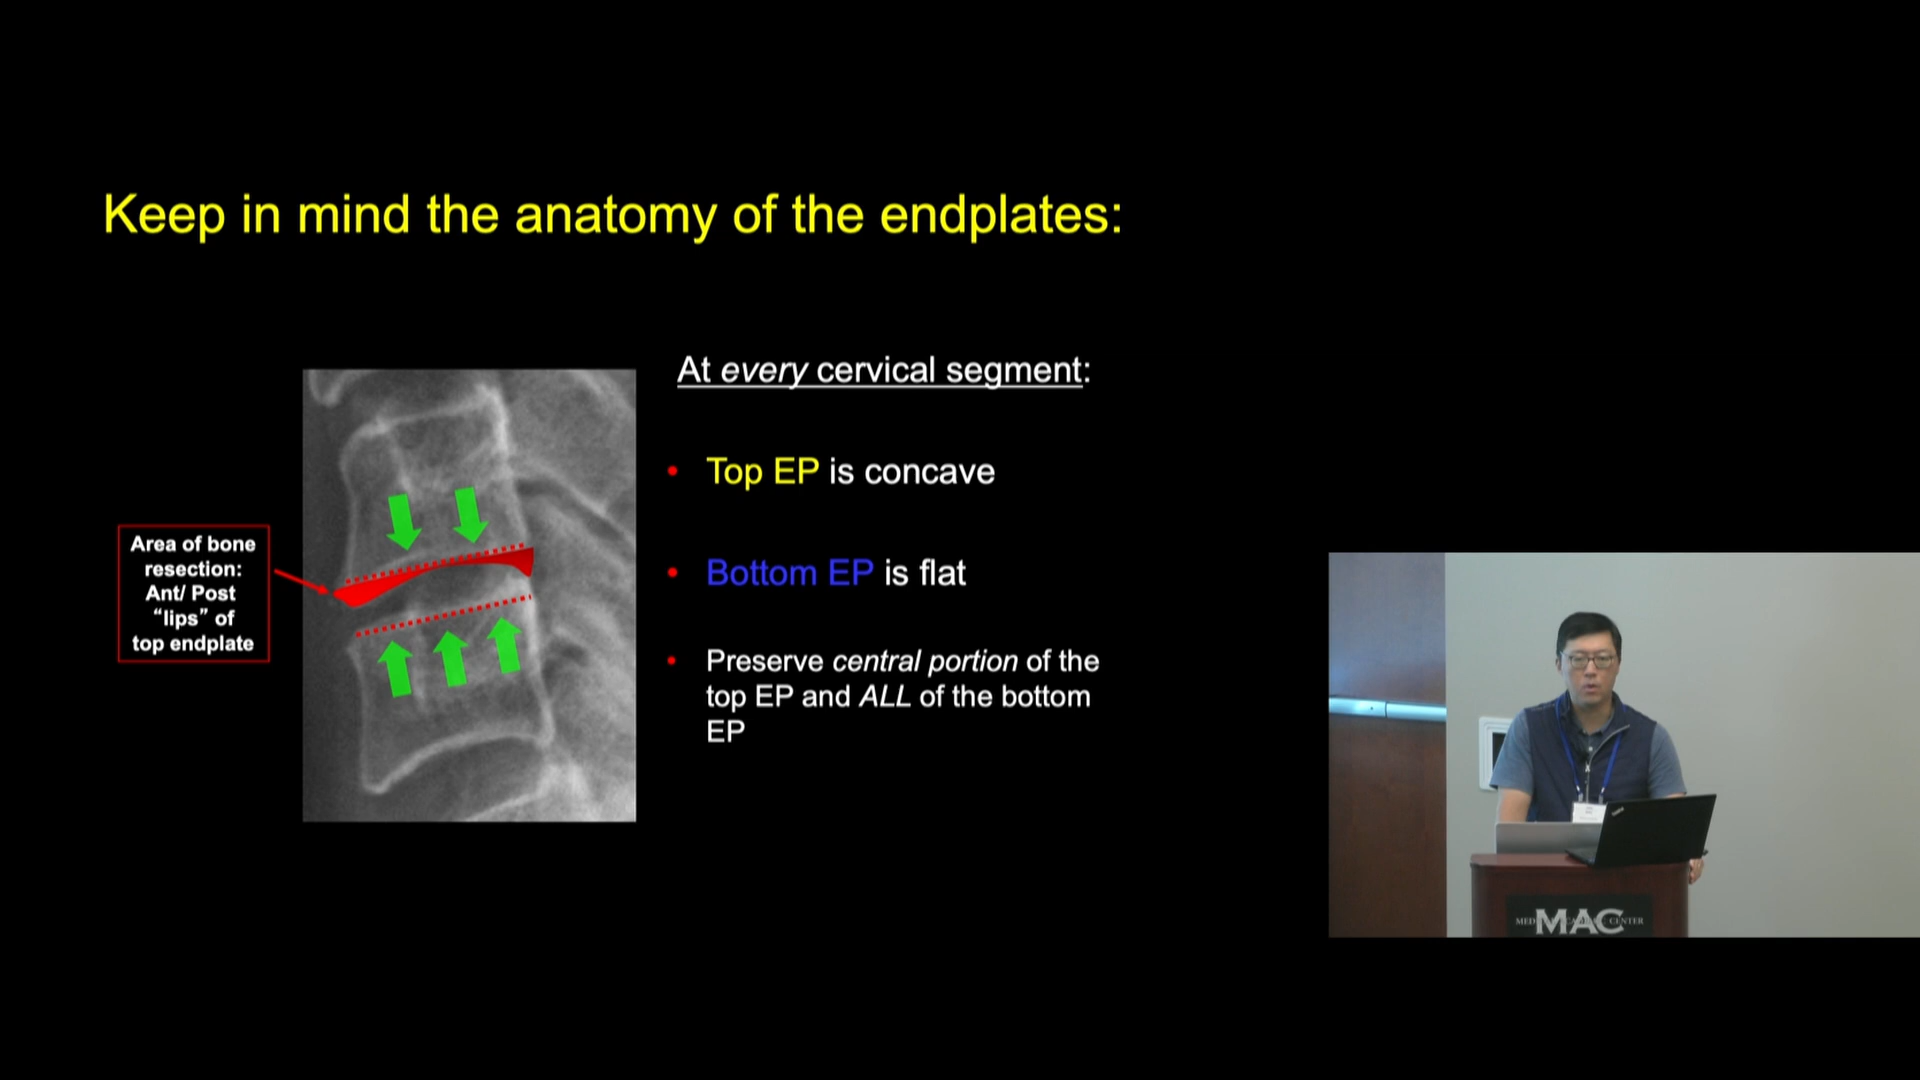 Keep in mind the anatomy of the endplates:
At every cervical segment:
Area of bone
resection:
Ant/ Post
“lips” of
top endplate
• Top EP is concave
• Bottom EP is flat
• Preserve central portion of the
top EP and ALL of the bottom
EP
MAC